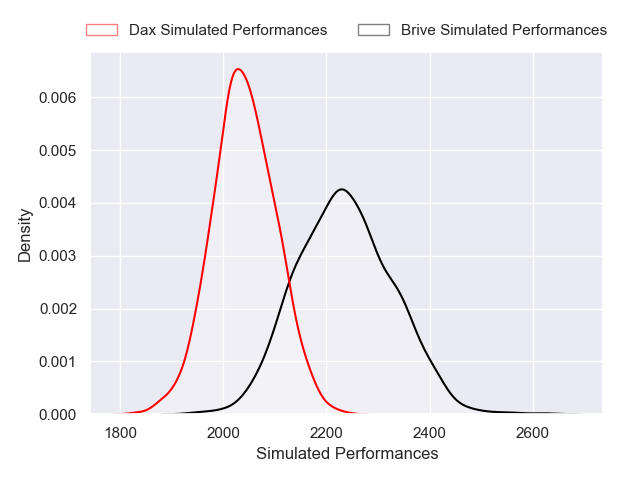 Dax Simulated Performances Brive Simulated Performances
0.006
0.005
0.004
0.003
0.002
0.001
0.000
Density
1800 2000 2200 2400 2600
Simulated Performances